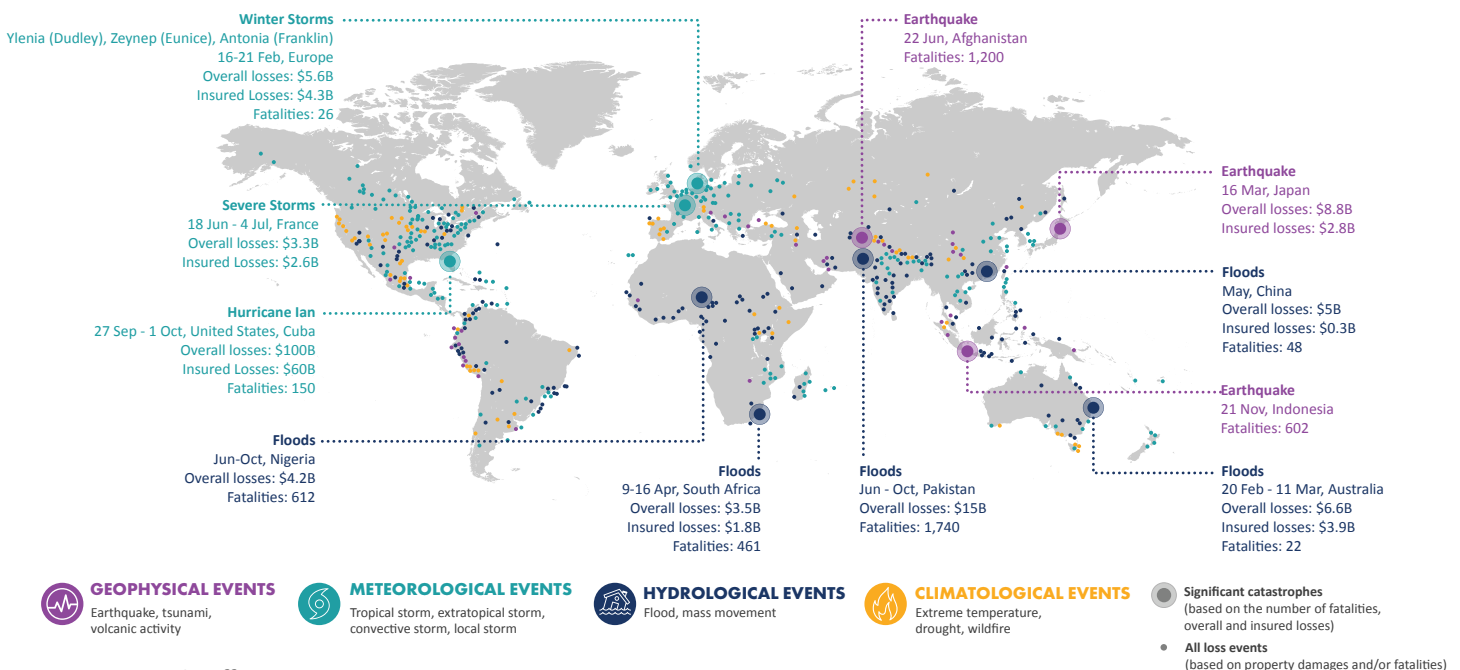 Winter Storms
Ylenia (Dudley), Zeynep (Eunice), Antonia (Franklin)
16-21 Feb, Europe
Overall losses: $5.6B
Insured Losses: $4.3B
Fatalities: 26
Earthquake
22 Jun, Afghanistan
Fatalities: 1,200
Severe Storms
18 Jun - 4 Jul, France
Overall losses: $3.3B
Insured Losses: $2.6B
Earthquake
16 Mar, Japan
Overall losses: $8.8B
Insured losses: $2.8B
Hurricane Ian
27 Sep - 1 Oct, United States, Cuba
Overall losses: $100B
Insured Losses: $60B
Fatalities: 150
Floods
May, China
Overall losses: $5B
Insured losses: $0.3B
Fatalities: 48
Earthquake
21 Nov, Indonesia
Fatalities: 602
Floods
Jun-Oct, Nigeria
Overall losses: $4.2B
Fatalities: 612
Floods
9-16 Apr, South Africa
Overall losses: $3.5B
Insured losses: $1.8B
Fatalities: 461
Floods
Jun - Oct, Pakistan
Overall losses: $15B
Fatalities: 1,740
Floods
20 Feb - 11 Mar, Australia
Overall losses: $6.6B
Insured losses: $3.9B
Fatalities: 22
GEOPHYSICAL EVENTS
Earthquake, tsunami,
volcanic activity
METEOROLOGICAL EVENTS
Tropical storm, extratopical storm,
convective storm, local storm
HYDROLOGICAL EVENTS
Flood, mass movement
CLIMATOLOGICAL EVENTS
Extreme temperature,
drought, wildfire
Significant catastrophes
(based on the number of fatalities,
overall and insured losses)
All loss events
(based on property damages and/or fatalities)